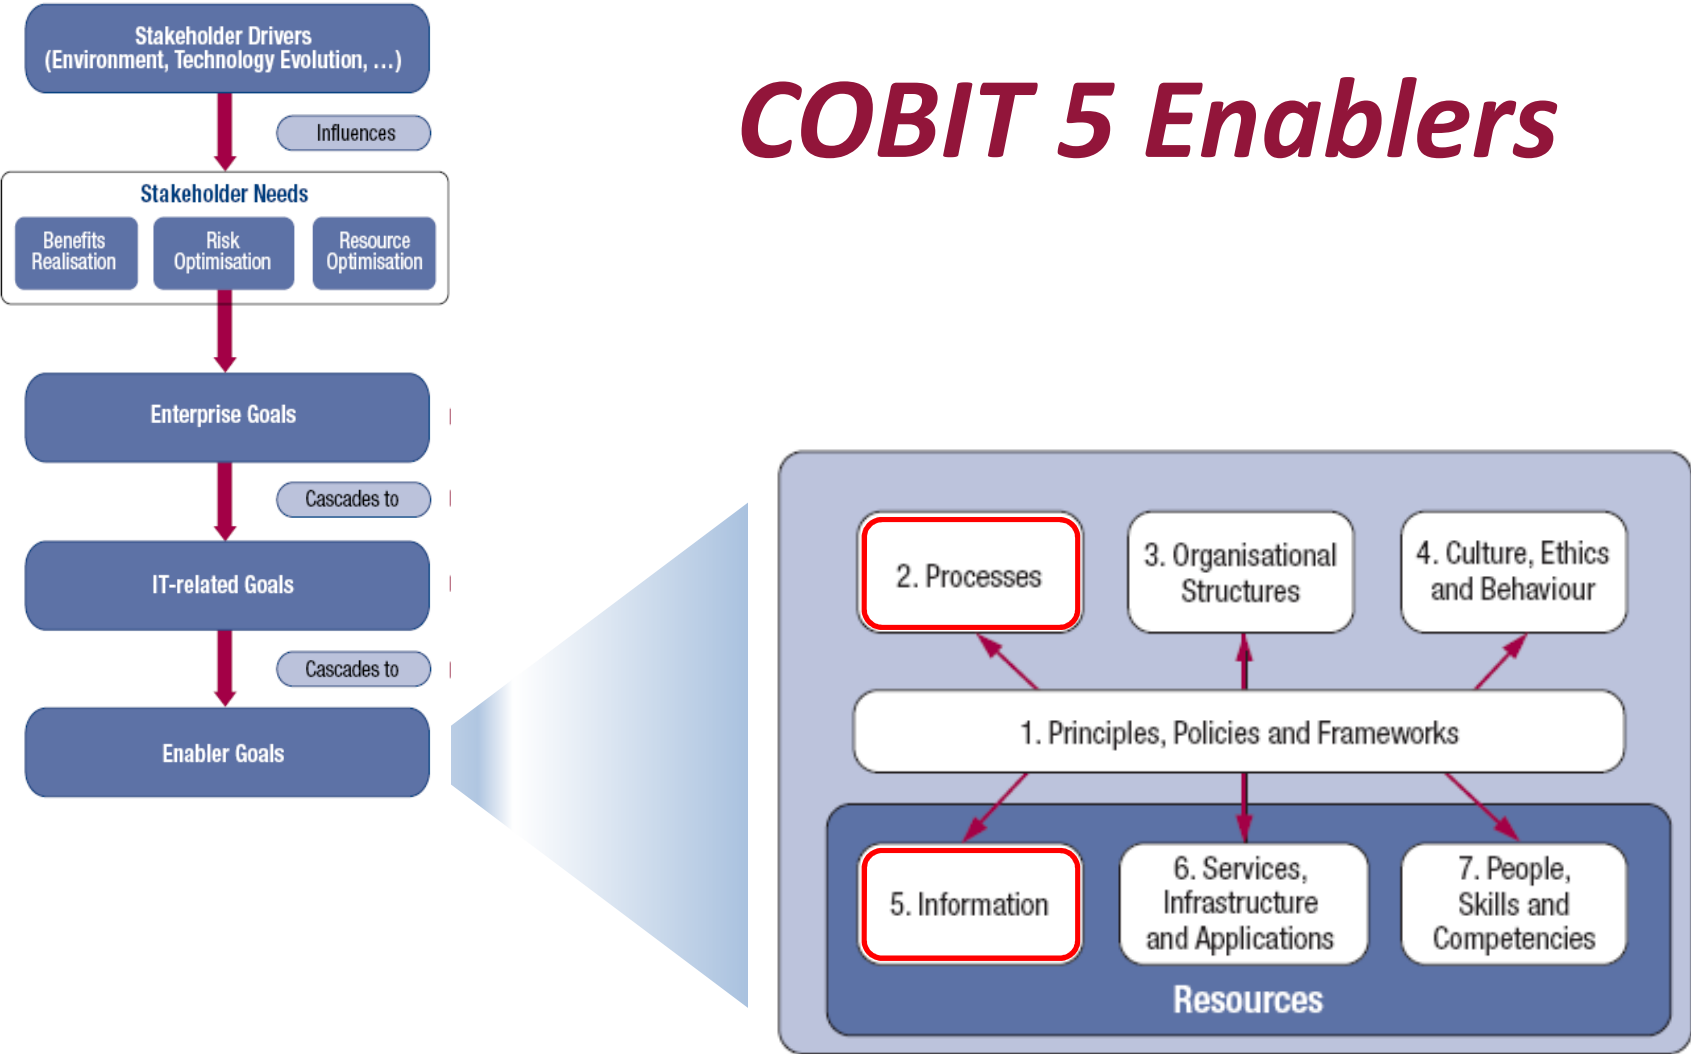 COBIT 5 Enablers
Stakeholder Drivers
(Environment, Technology Evolution, …)
Influences
Stakeholder Needs
Benefits
Realisation
Risk
Optimisation
Resource
Optimisation
Enterprise Goals
Cascades to
IT-related Goals
Cascades to
Enabler Goals
2. Processes
3. Organisational
Structures
4. Culture, Ethics
and Behaviour
1. Principles, Policies and Frameworks
5. Information
6. Services,
Infrastructure
and Applications
7. People,
Skills and
Competencies
Resources